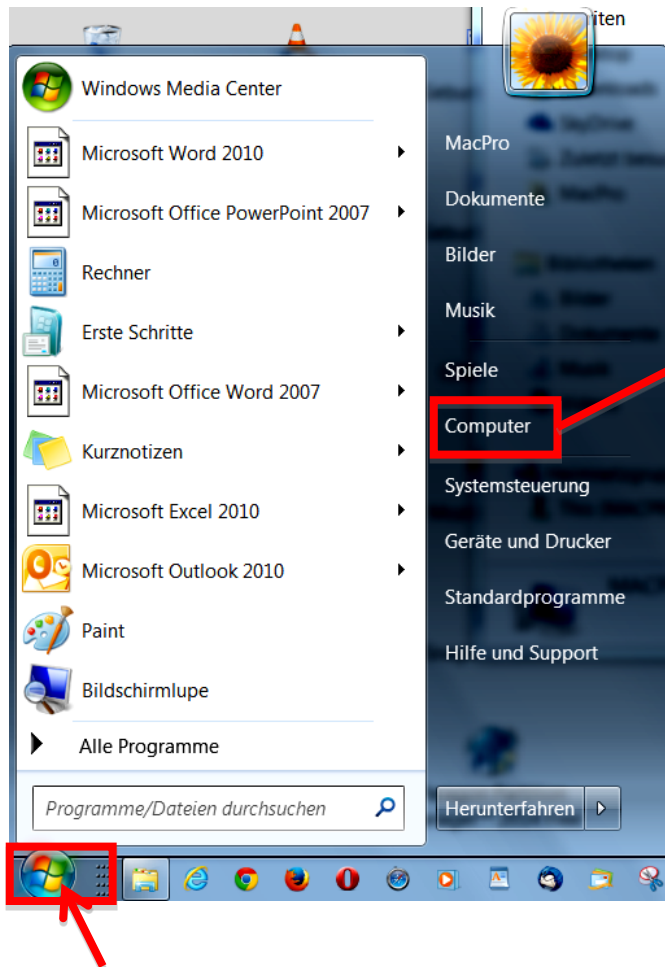 iten
Windows Media Center
Microsoft Word 2010
Microsoft Office PowerPoint 2007
Rechner
Erste Schritte
Microsoft Office Word 2007
Kurznotizen
Microsoft Excel 2010
Microsoft Outlook 2010
Paint
Bildschirmlupe
Alle Programme
Programme/Dateien durchsuchen
MacPro
Dokumente
Bilder
Musik
Spiele
Computer
Systemsteuerung
Geräte und Drucker
Standardprogramme
Hilfe und Support
Herunterfahren